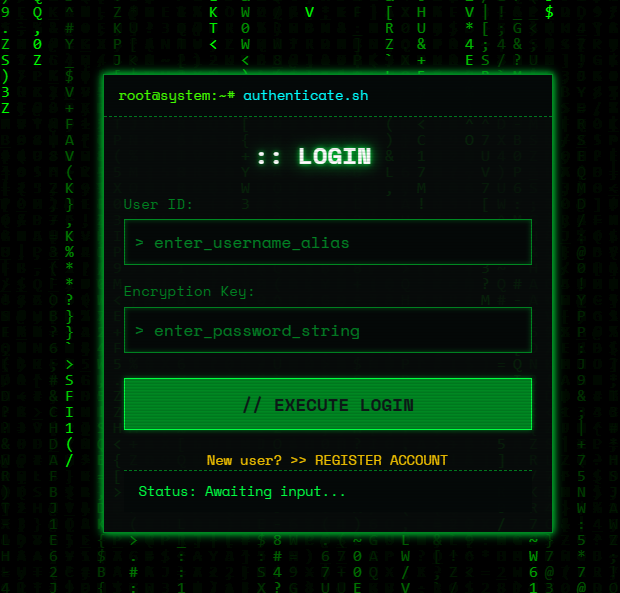 root@system:~# authenticate.sh
:: LOGIN
User ID:
> enter_username_alias
Encryption Key:
> enter_password_string
// EXECUTE LOGIN
New user? >> REGISTER ACCOUNT
Status: Awaiting input...